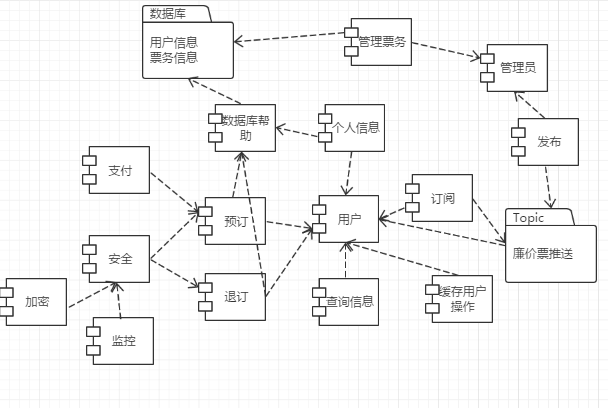 数据库
用户信息
票务信息
管理票务
管理员
数据库帮
助
个人信息
发布
支付
预订
用户
订阅
Topic
廉价票推送
安全
加密
退订
查询信息
缓存用户
操作
监控